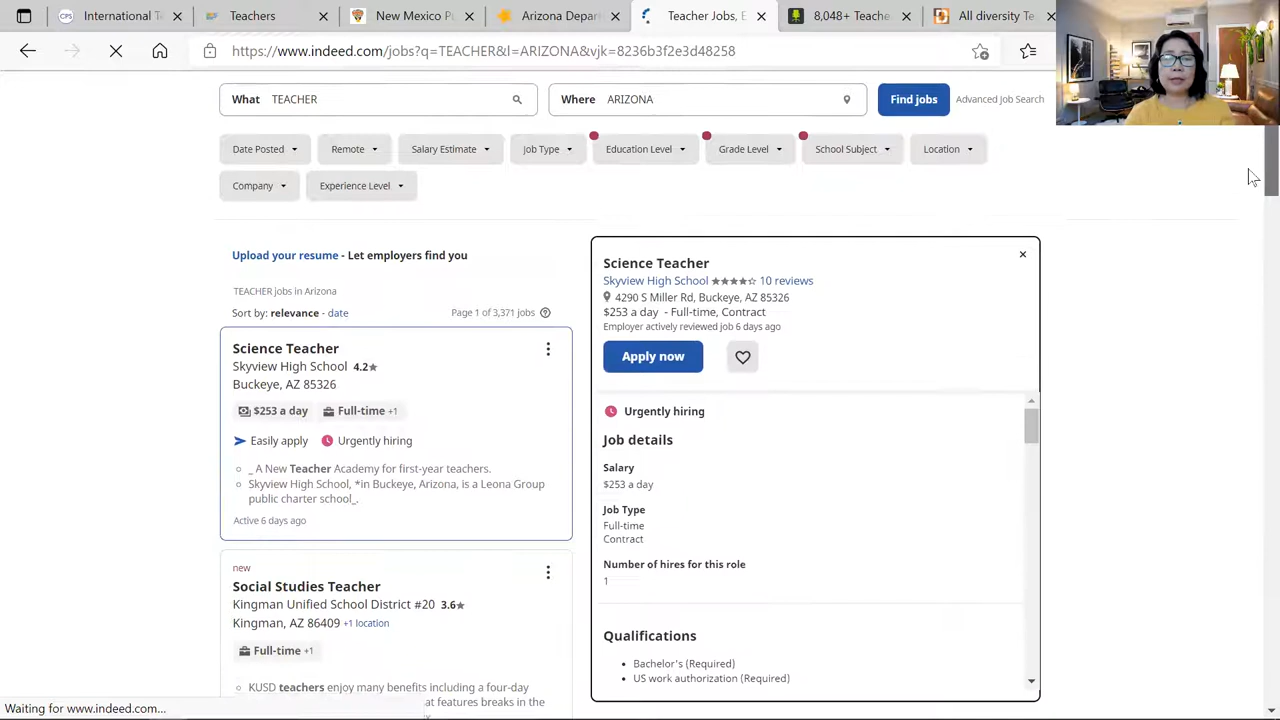 International Te
Teachers
New Mexico Pu
Arizona Depart
Teacher Jobs, E
8,048+ Teache
All diversity Te
https://www.indeed.com/jobs?q=TEACHER&l=ARIZONA&vjk=8236b3f2e3d48258
What TEACHER
Where ARIZONA
Find jobs
Advanced Job Search
Date Posted
Remote
Salary Estimate
Job Type
Education Level
Grade Level
School Subject
Location
Company
Experience Level
Upload your resume - Let employers find you
TEACHER jobs in Arizona
Sort by: relevance - date
Page 1 of 3,371 jobs
Science Teacher
Skyview High School 4.2★
Buckeye, AZ 85326
$253 a day
Full-time +1
Easily apply
Urgently hiring
_ A New Teacher Academy for first-year teachers.
Skyview High School, *in Buckeye, Arizona, is a Leona Group
public charter school_.
Active 6 days ago
new
Social Studies Teacher
Kingman Unified School District #20 3.6★
Kingman, AZ 86409 +1 location
Full-time +1
KUSD teachers enjoy many benefits including a four-day
at features breaks in the
Science Teacher
Skyview High School ★★★★☆ 10 reviews
4290 S Miller Rd, Buckeye, AZ 85326
$253 a day - Full-time, Contract
Employer actively reviewed job 6 days ago
Apply now
Urgently hiring
Job details
Salary
$253 a day
Job Type
Full-time
Contract
Number of hires for this role
1
Qualifications
Bachelor's (Required)
US work authorization (Required)
Waiting for www.indeed.com...